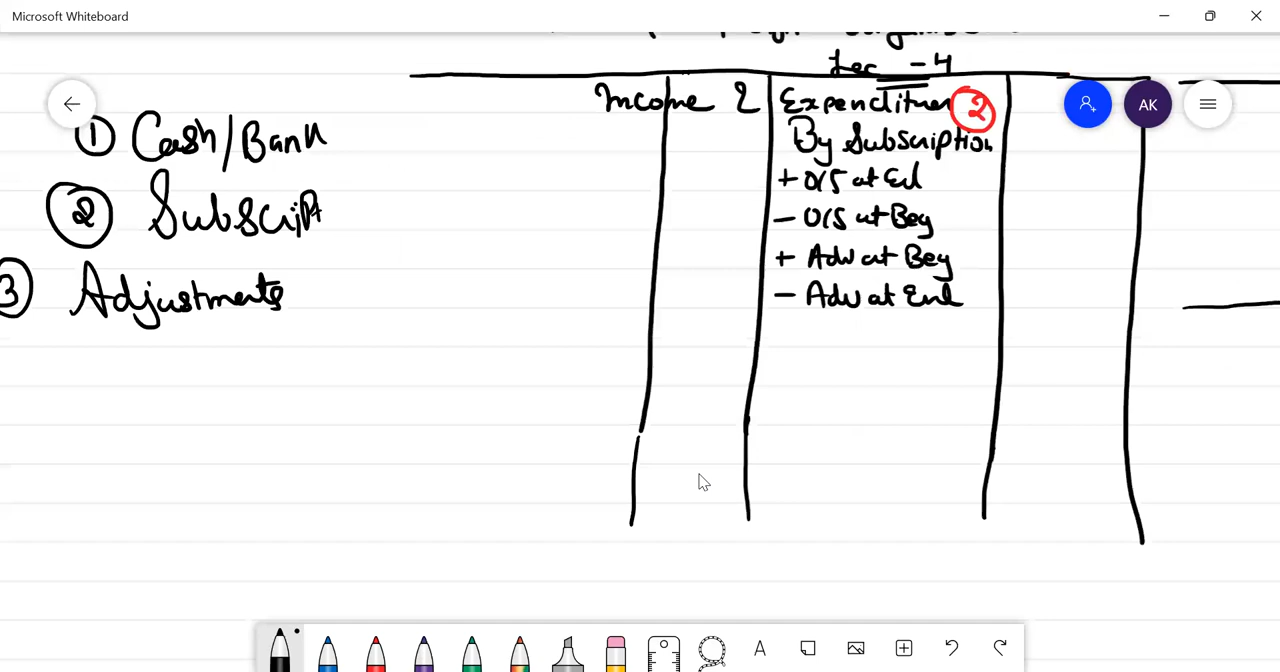 Microsoft Whiteboard
Lec - 4
AK
Income & Expenditure 2
By Subscription
+ O/S at End
- O/S at Beg
+ Adv at Beg
- Adv at End
1 Cash/Bank
2 Subscript
3 Adjustments
A